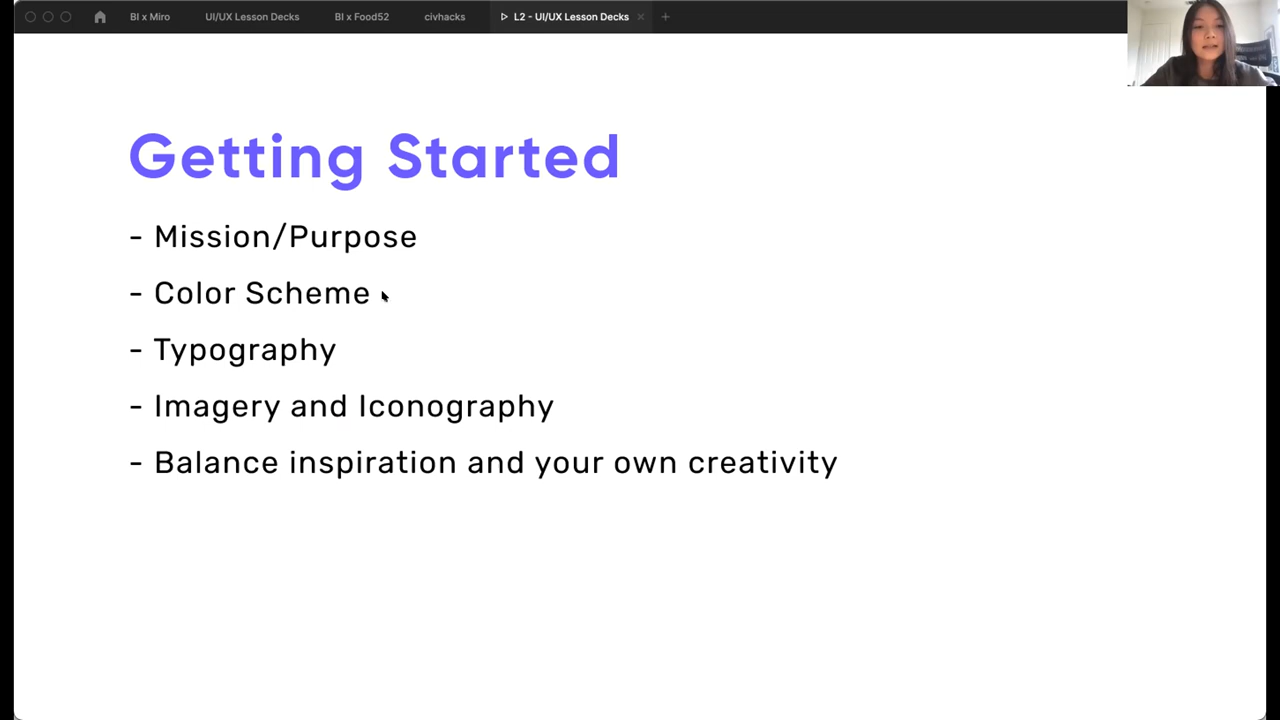 BI x Miro UI/UX Lesson Decks BI x Food52 civhacks L2 - UI/UX Lesson Decks
Getting Started
- Mission/Purpose
- Color Scheme
- Typography
- Imagery and Iconography
- Balance inspiration and your own creativity